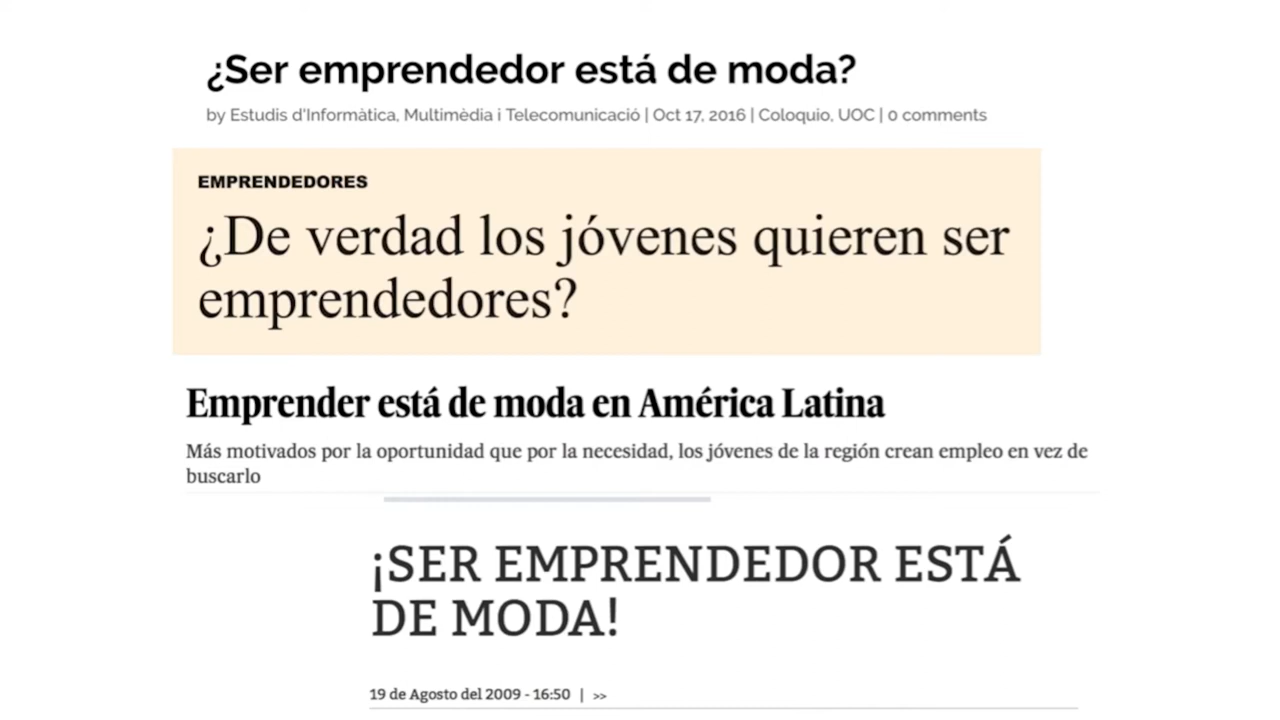 ¿Ser emprendedor está de moda?
by Estudis d'Informàtica, Multimèdia i Telecomunicació | Oct 17, 2016 | Coloquio, UOC | 0 comments
EMPRENDEDORES
¿De verdad los jóvenes quieren ser
emprendedores?
Emprender está de moda en América Latina
Más motivados por la oportunidad que por la necesidad, los jóvenes de la región crean empleo en vez de
buscarlo
¡SER EMPRENDEDOR ESTÁ
DE MODA!
19 de Agosto del 2009 - 16:50 | >>